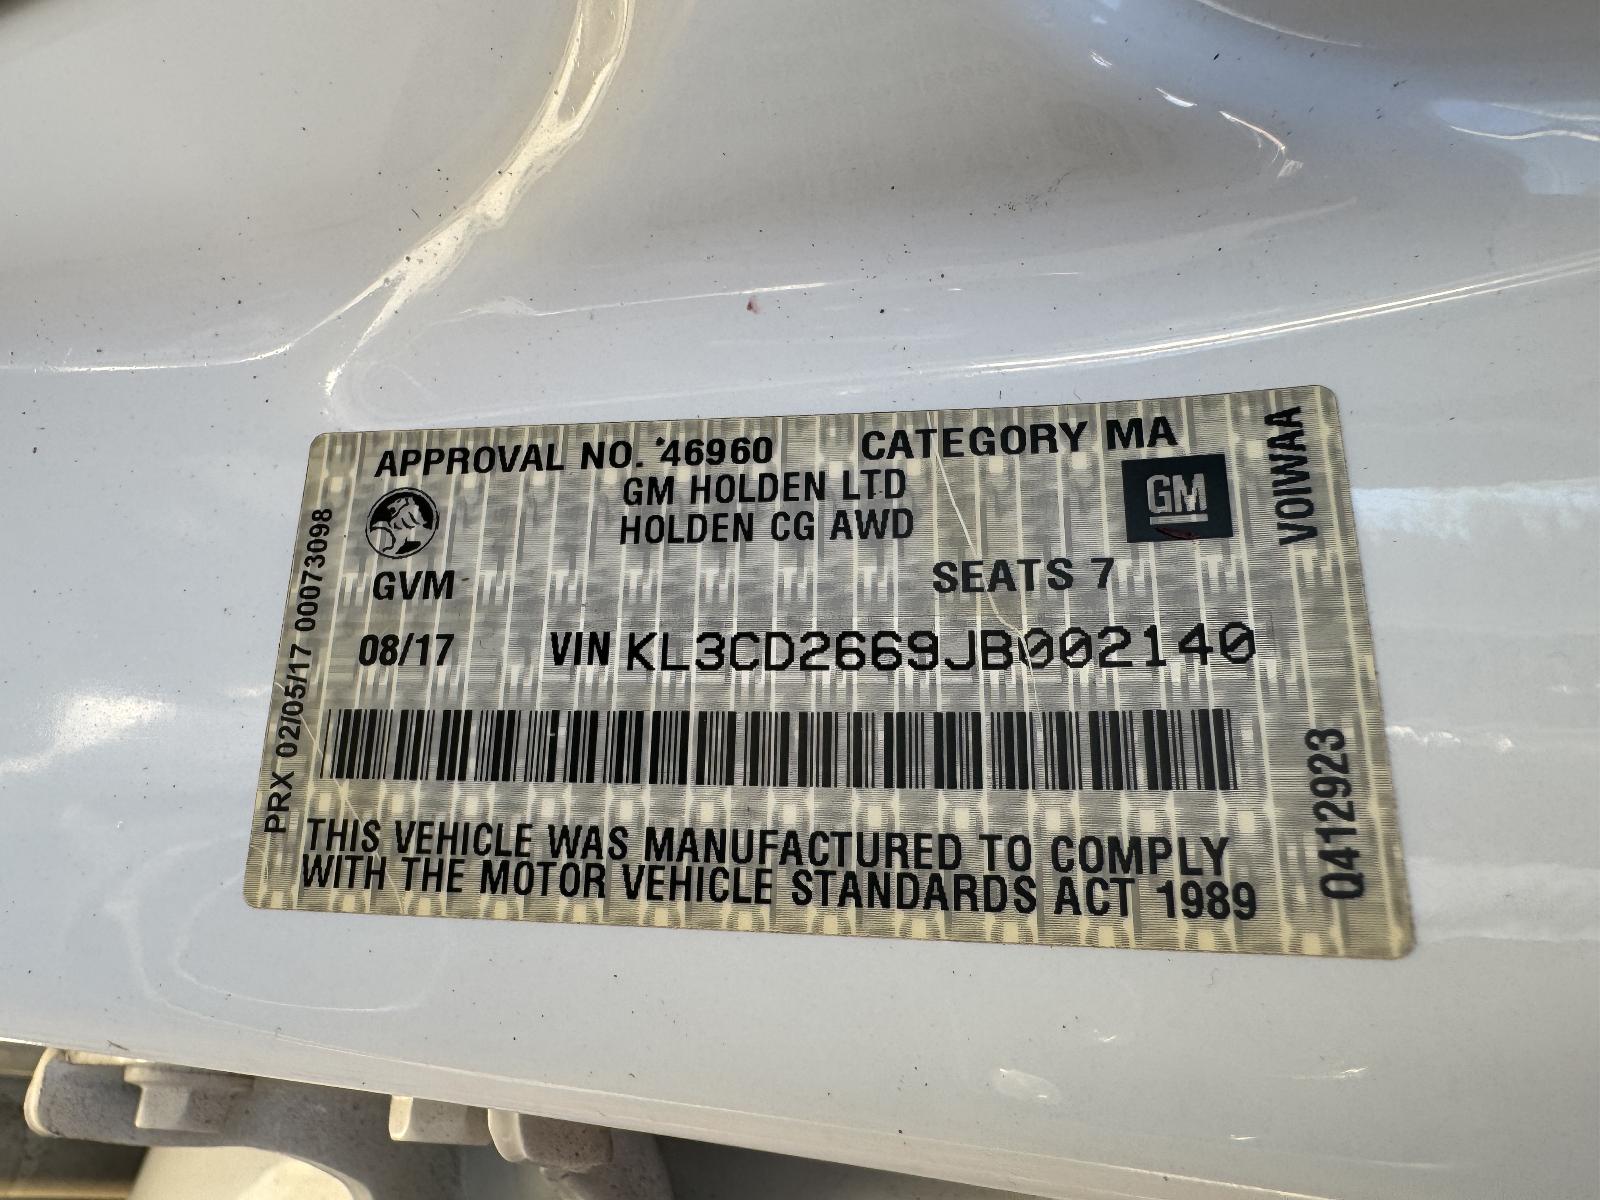 APPROVAL NO. 46960 CATEGORY MA
GM HOLDEN LTD
HOLDEN CG AWD
GM
GVM SEATS 7
08/17 VIN KL3CD2669JB002140
THIS VEHICLE WAS MANUFACTURED TO COMPLY
WITH THE MOTOR VEHICLE STANDARDS ACT 1989
PRX 02/05/17 00073098
VOIWAA
Q412923